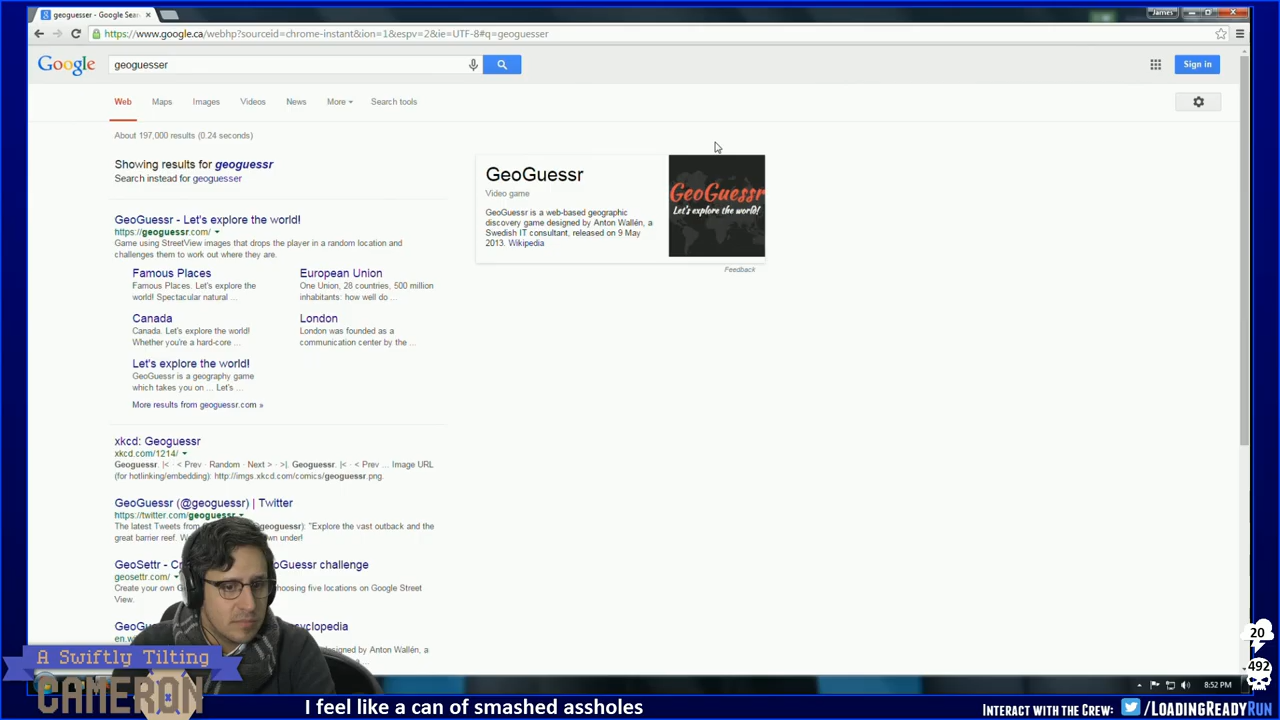 geoguesser - Google Sear
James
https://www.google.ca/webhp?sourceid=chrome-instant&ion=1&espv=2&ie=UTF-8#q=geoguesser
Google
geoguesser
Sign in
Web Maps Images Videos News More Search tools
About 197,000 results (0.24 seconds)
Showing results for geoguessr
Search instead for geoguesser
GeoGuessr
Video game
GeoGuessr is a web-based geographic
discovery game designed by Anton Wallén, a
Swedish IT consultant, released on 9 May
2013. Wikipedia
GeoGuessr
Let's explore the world!
Feedback
GeoGuessr - Let's explore the world!
https://geoguessr.com/
Game using StreetView images that drops the player in a random location and
challenges them to work out where they are.
Famous Places
Famous Places. Let's explore the
world! Spectacular natural ...
European Union
One Union, 28 countries, 500 million
inhabitants: how well do ...
Canada
Canada. Let's explore the world!
Whether you're a hard-core ...
London
London was founded as a
communication center by the ...
Let's explore the world!
GeoGuessr is a geography game
which takes you on ... Let's ...
More results from geoguessr.com »
xkcd: Geoguessr
xkcd.com/1214/
Geoguessr. |< · < Prev · Random · Next > · >|. Geoguessr. |< · < Prev ... Image URL
(for hotlinking/embedding): http://imgs.xkcd.com/comics/geoguessr.png.
GeoGuessr (@geoguessr) | Twitter
https://twitter.com/geoguessr
The latest Tweets from geoguessr): "Explore the vast outback and the
great barrier reef. wn under!
GeoSettr - Cr oGuessr challenge
geosettr.com/
Create your own G hoosing five locations on Google Street
View.
GeoG yclopedia
en.w
designed by Anton Wallén, a
A Swiftly Tilting
CAMERON
I feel like a can of smashed assholes
20
492
8:52 PM
INTERACT WITH THE CREW: /LOADINGREADYRUN